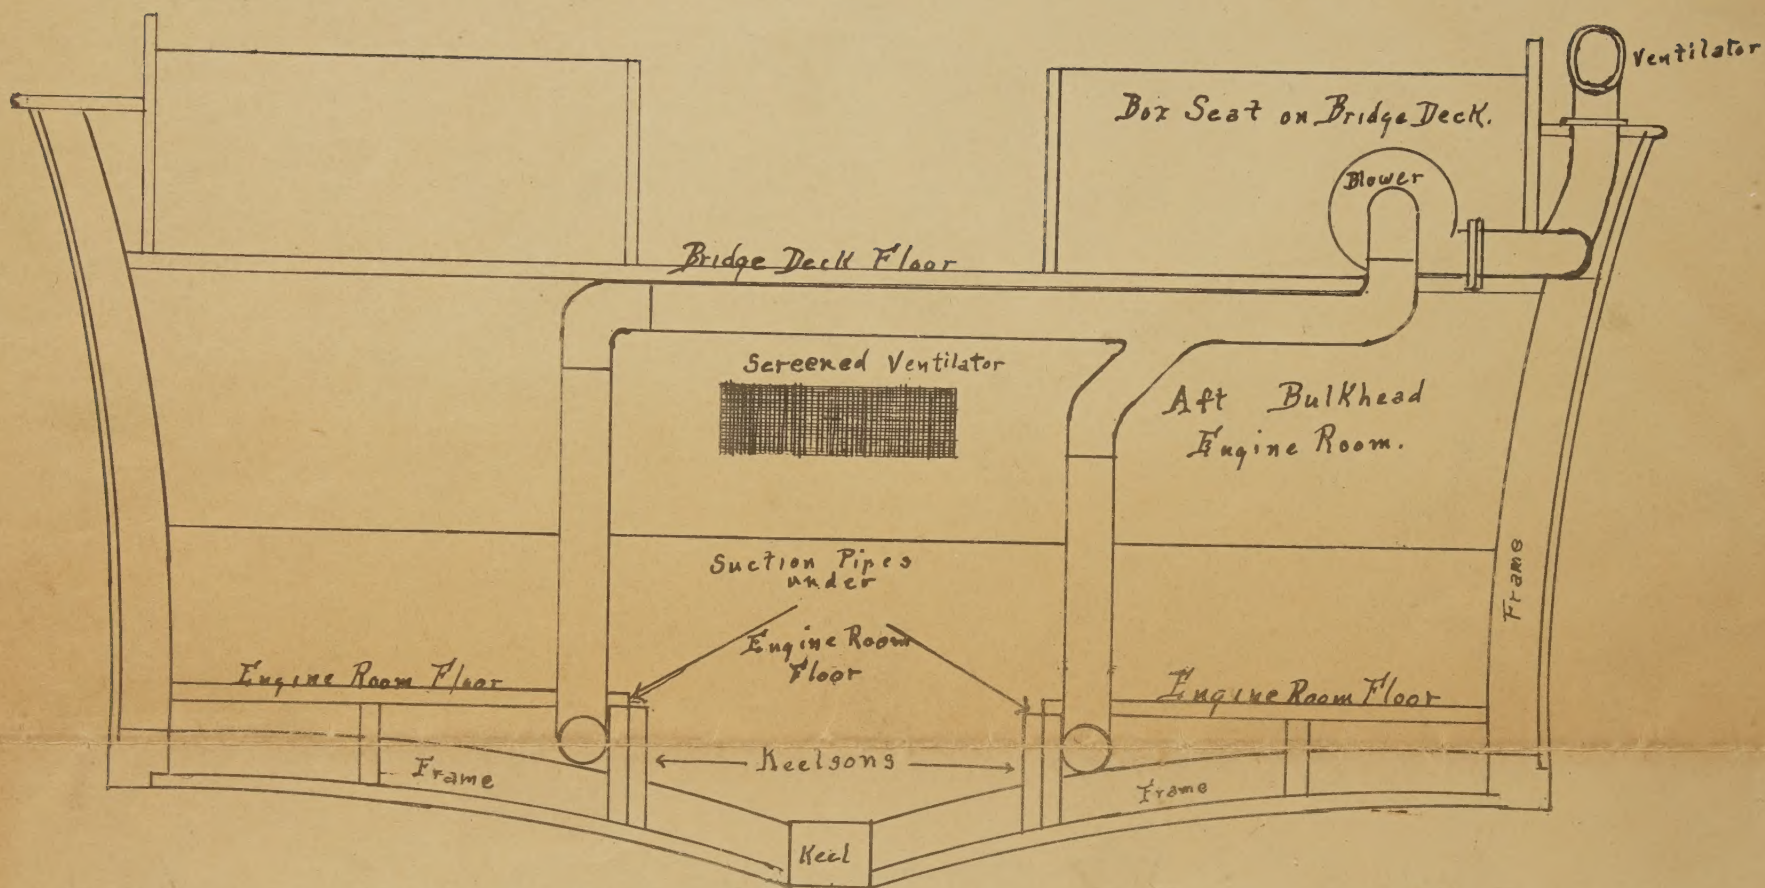 Ventilator
Box Seat on Bridge Deck.
Blower
Bridge Deck Floor
Screened Ventilator
Aft Bulkhead
Engine Room.
Suction Pipes
under
Engine Room
Floor
Frame
Engine Room Floor
Engine Room Floor
Keelsons
Frame
Frame
Keel